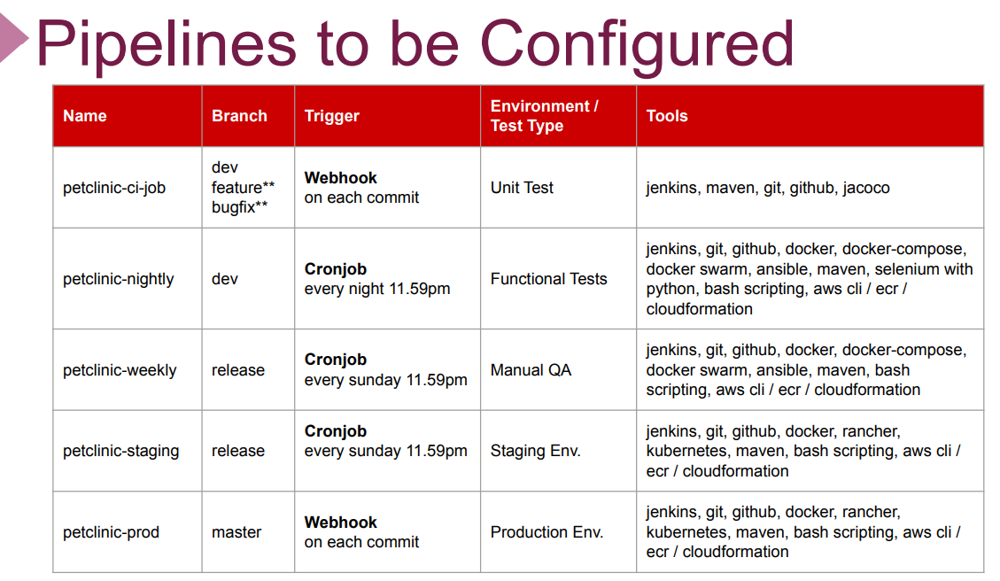 Pipelines to be Configured
Name
Branch
Trigger
Environment /
Test Type
Tools
petclinic-ci-job
dev
feature**
bugfix**
Webhook
on each commit
Unit Test
jenkins, maven, git, github, jacoco
petclinic-nightly
dev
Cronjob
every night 11.59pm
Functional Tests
jenkins, git, github, docker, docker-compose,
docker swarm, ansible, maven, selenium with
python, bash scripting, aws cli / ecr /
cloudformation
petclinic-weekly
release
Cronjob
every sunday 11.59pm
Manual QA
jenkins, git, github, docker, docker-compose,
docker swarm, ansible, maven, bash
scripting, aws cli / ecr / cloudformation
petclinic-staging
release
Cronjob
every sunday 11.59pm
Staging Env.
jenkins, git, github, docker, rancher,
kubernetes, maven, bash scripting, aws cli /
ecr / cloudformation
petclinic-prod
master
Webhook
on each commit
Production Env.
jenkins, git, github, docker, rancher,
kubernetes, maven, bash scripting, aws cli /
ecr / cloudformation